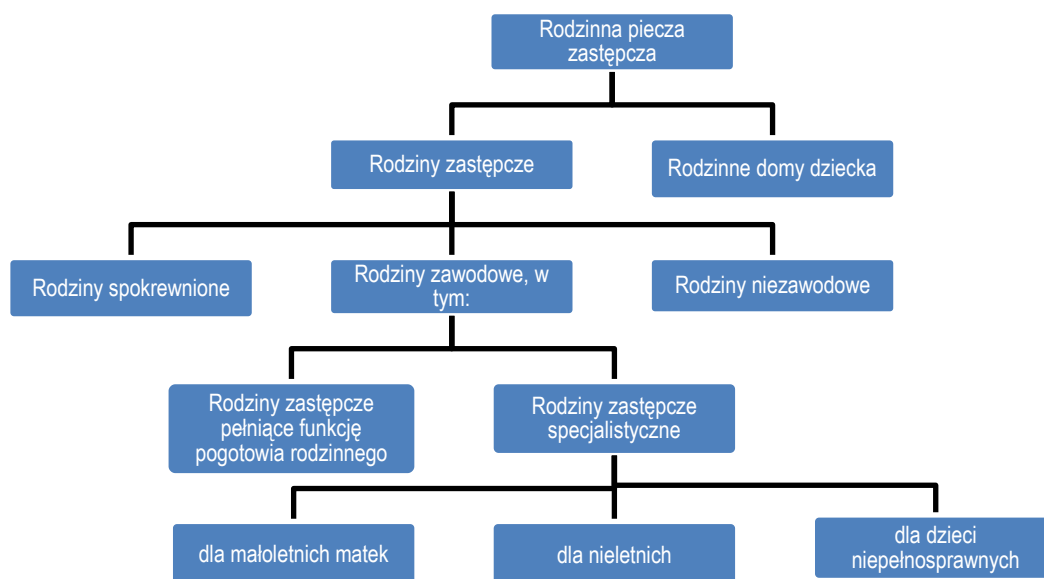 Rodzinna piecza
zastępcza
Rodziny zastępcze
Rodzinne domy dziecka
Rodziny spokrewnione
Rodziny zawodowe, w
tym:
Rodziny niezawodowe
Rodziny zastępcze
pełniące funkcję
pogotowia rodzinnego
Rodziny zastępcze
specjalistyczne
dla małoletnich matek
dla nieletnich
dla dzieci
niepełnosprawnych